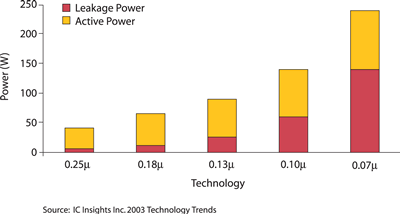 250
200
150
100
50
0
Power (W)
Leakage Power
Active Power
0.25μ 0.18μ 0.13μ 0.10μ 0.07μ
Technology
Source: IC Insights Inc. 2003 Technology Trends